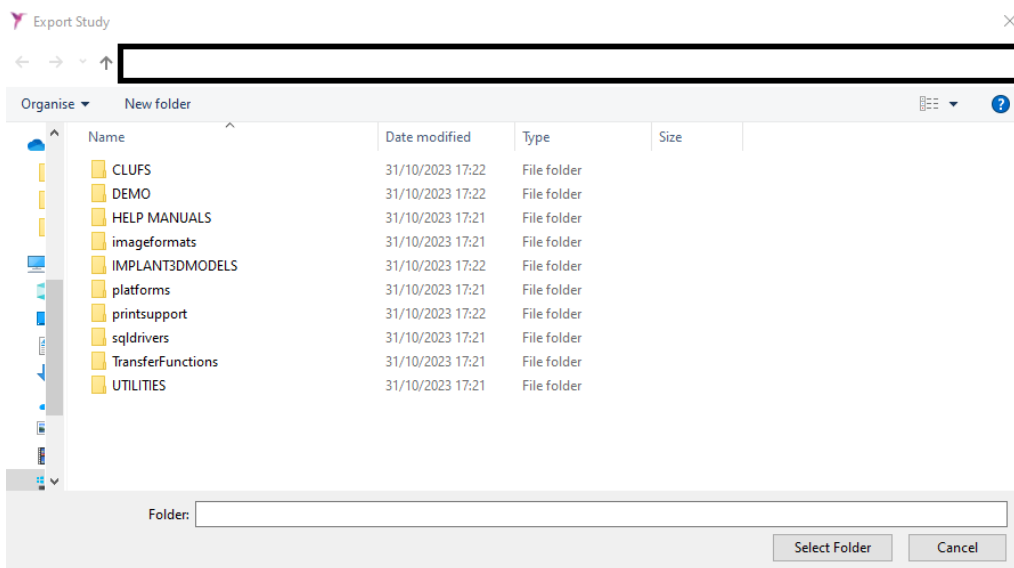 Export Study
Organise New folder
Name Date modified Type Size
CLUFS 31/10/2023 17:22 File folder
DEMO 31/10/2023 17:22 File folder
HELP MANUALS 31/10/2023 17:21 File folder
imageformats 31/10/2023 17:21 File folder
IMPLANT3DMODELS 31/10/2023 17:22 File folder
platforms 31/10/2023 17:21 File folder
printsupport 31/10/2023 17:22 File folder
sqldrivers 31/10/2023 17:21 File folder
TransferFunctions 31/10/2023 17:21 File folder
UTILITIES 31/10/2023 17:21 File folder
Folder:
Select Folder Cancel